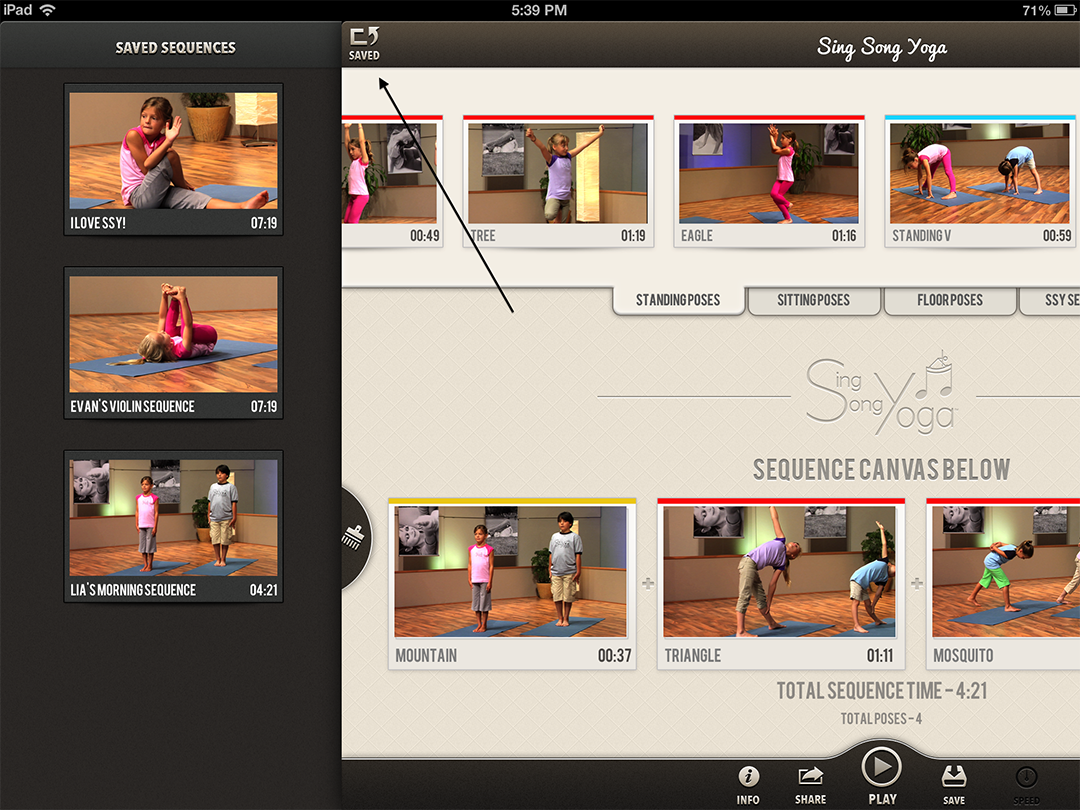 iPad
5:39 PM
71%
SAVED SEQUENCES
I LOVE SSY! 07:19
EVAN'S VIOLIN SEQUENCE 07:19
LIA'S MORNING SEQUENCE 04:21
SAVED
Sing Song Yoga
00:49
TREE 01:19
EAGLE 01:16
STANDING V 00:59
STANDING POSES
SITTING POSES
FLOOR POSES
SSY SE
Sing
Song
Yoga
SEQUENCE CANVAS BELOW
MOUNTAIN 00:37
TRIANGLE 01:11
MOSQUITO
TOTAL SEQUENCE TIME - 4:21
TOTAL POSES - 4
INFO
SHARE
PLAY
SAVE
SPEED